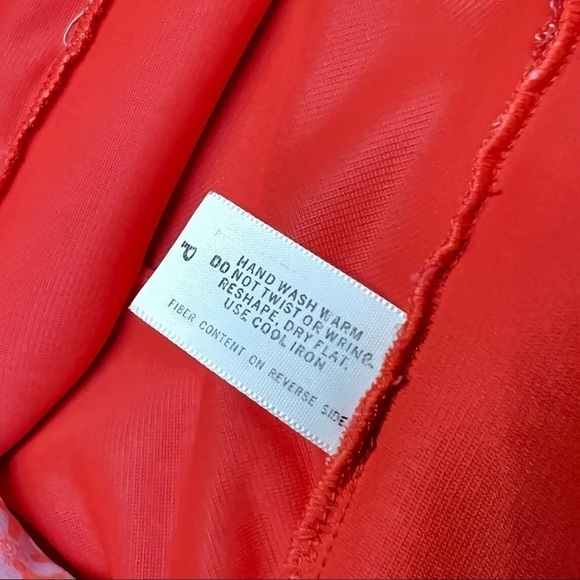 HAND WASH WARM
DO NOT TWIST OR WRING
RESHAPE, DRY FLAT.
USE COOL IRON
FIBER CONTENT ON REVERSE SIDE